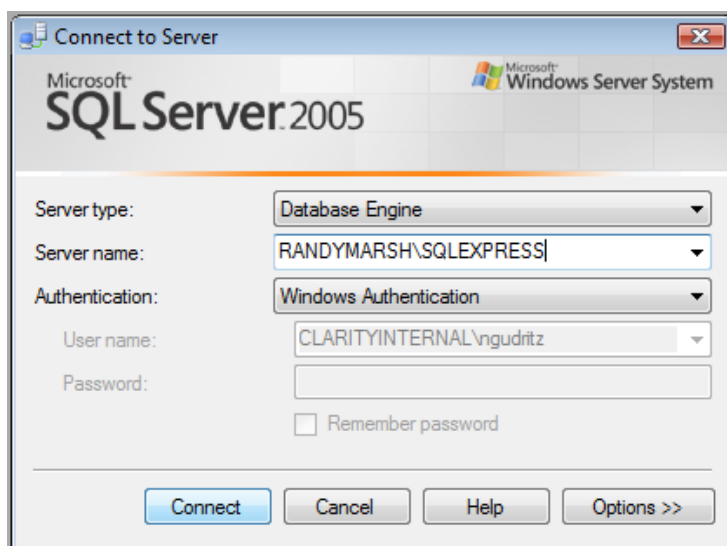 Connect to Server
Microsoft
SQL Server 2005
Microsoft
Windows Server System
Server type: Database Engine
Server name: RANDYMARSH\SQLEXPRESS
Authentication: Windows Authentication
User name: CLARITYINTERNAL\ngudritz
Password:
Remember password
Connect Cancel Help Options >>